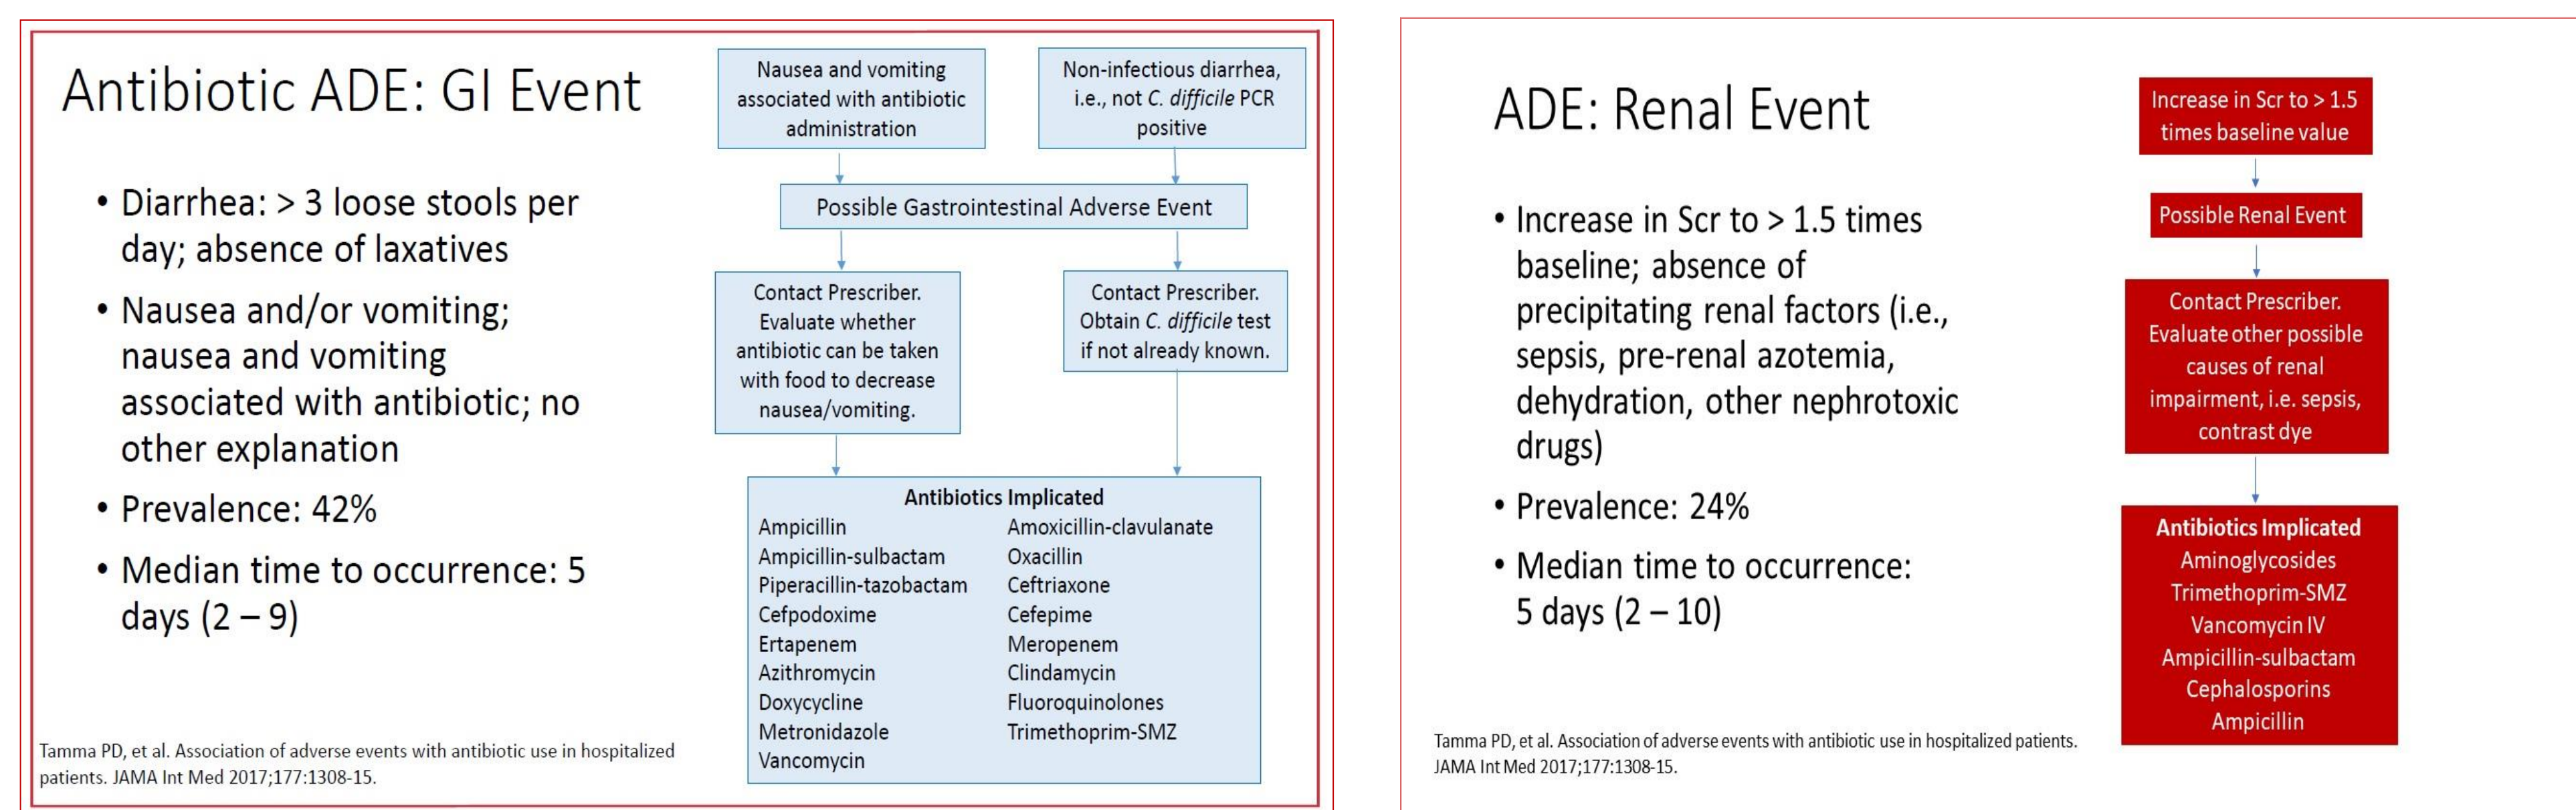 Antibiotic ADE: GI Event
• Diarrhea: > 3 loose stools per
day; absence of laxatives
• Nausea and/or vomiting;
nausea and vomiting
associated with antibiotic; no
other explanation
• Prevalence: 42%
• Median time to occurrence: 5
days (2 – 9)
Tamma PD, et al. Association of adverse events with antibiotic use in hospitalized
patients. JAMA Int Med 2017;177:1308-15.
Nausea and vomiting
associated with antibiotic
administration
Non-infectious diarrhea,
i.e., not C. difficile PCR
positive
Possible Gastrointestinal Adverse Event
Contact Prescriber.
Evaluate whether
antibiotic can be taken
with food to decrease
nausea/vomiting.
Contact Prescriber.
Obtain C. difficile test
if not already known.
Antibiotics Implicated
Ampicillin Amoxicillin-clavulanate
Ampicillin-sulbactam Oxacillin
Piperacillin-tazobactam Ceftriaxone
Cefpodoxime Cefepime
Ertapenem Meropenem
Azithromycin Clindamycin
Doxycycline Fluoroquinolones
Metronidazole Trimethoprim-SMZ
Vancomycin
ADE: Renal Event
• Increase in Scr to > 1.5 times
baseline; absence of
precipitating renal factors (i.e.,
sepsis, pre-renal azotemia,
dehydration, other nephrotoxic
drugs)
• Prevalence: 24%
• Median time to occurrence:
5 days (2 – 10)
Tamma PD, et al. Association of adverse events with antibiotic use in hospitalized patients.
JAMA Int Med 2017;177:1308-15.
Increase in Scr to > 1.5
times baseline value
Possible Renal Event
Contact Prescriber.
Evaluate other possible
causes of renal
impairment, i.e. sepsis,
contrast dye
Antibiotics Implicated
Aminoglycosides
Trimethoprim-SMZ
Vancomycin IV
Ampicillin-sulbactam
Cephalosporins
Ampicillin